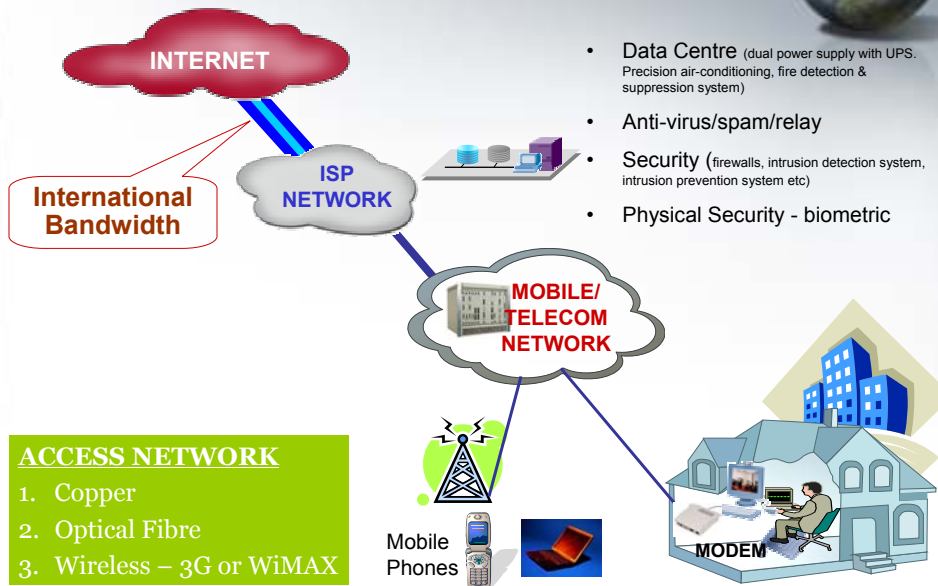 INTERNET
International
Bandwidth
ISP
NETWORK
• Data Centre (dual power supply with UPS.
Precision air-conditioning, fire detection &
suppression system)
• Anti-virus/spam/relay
• Security (firewalls, intrusion detection system,
intrusion prevention system etc)
• Physical Security - biometric
MOBILE/
TELECOM
NETWORK
ACCESS NETWORK
1. Copper
2. Optical Fibre
3. Wireless – 3G or WiMAX
Mobile
Phones
MODEM